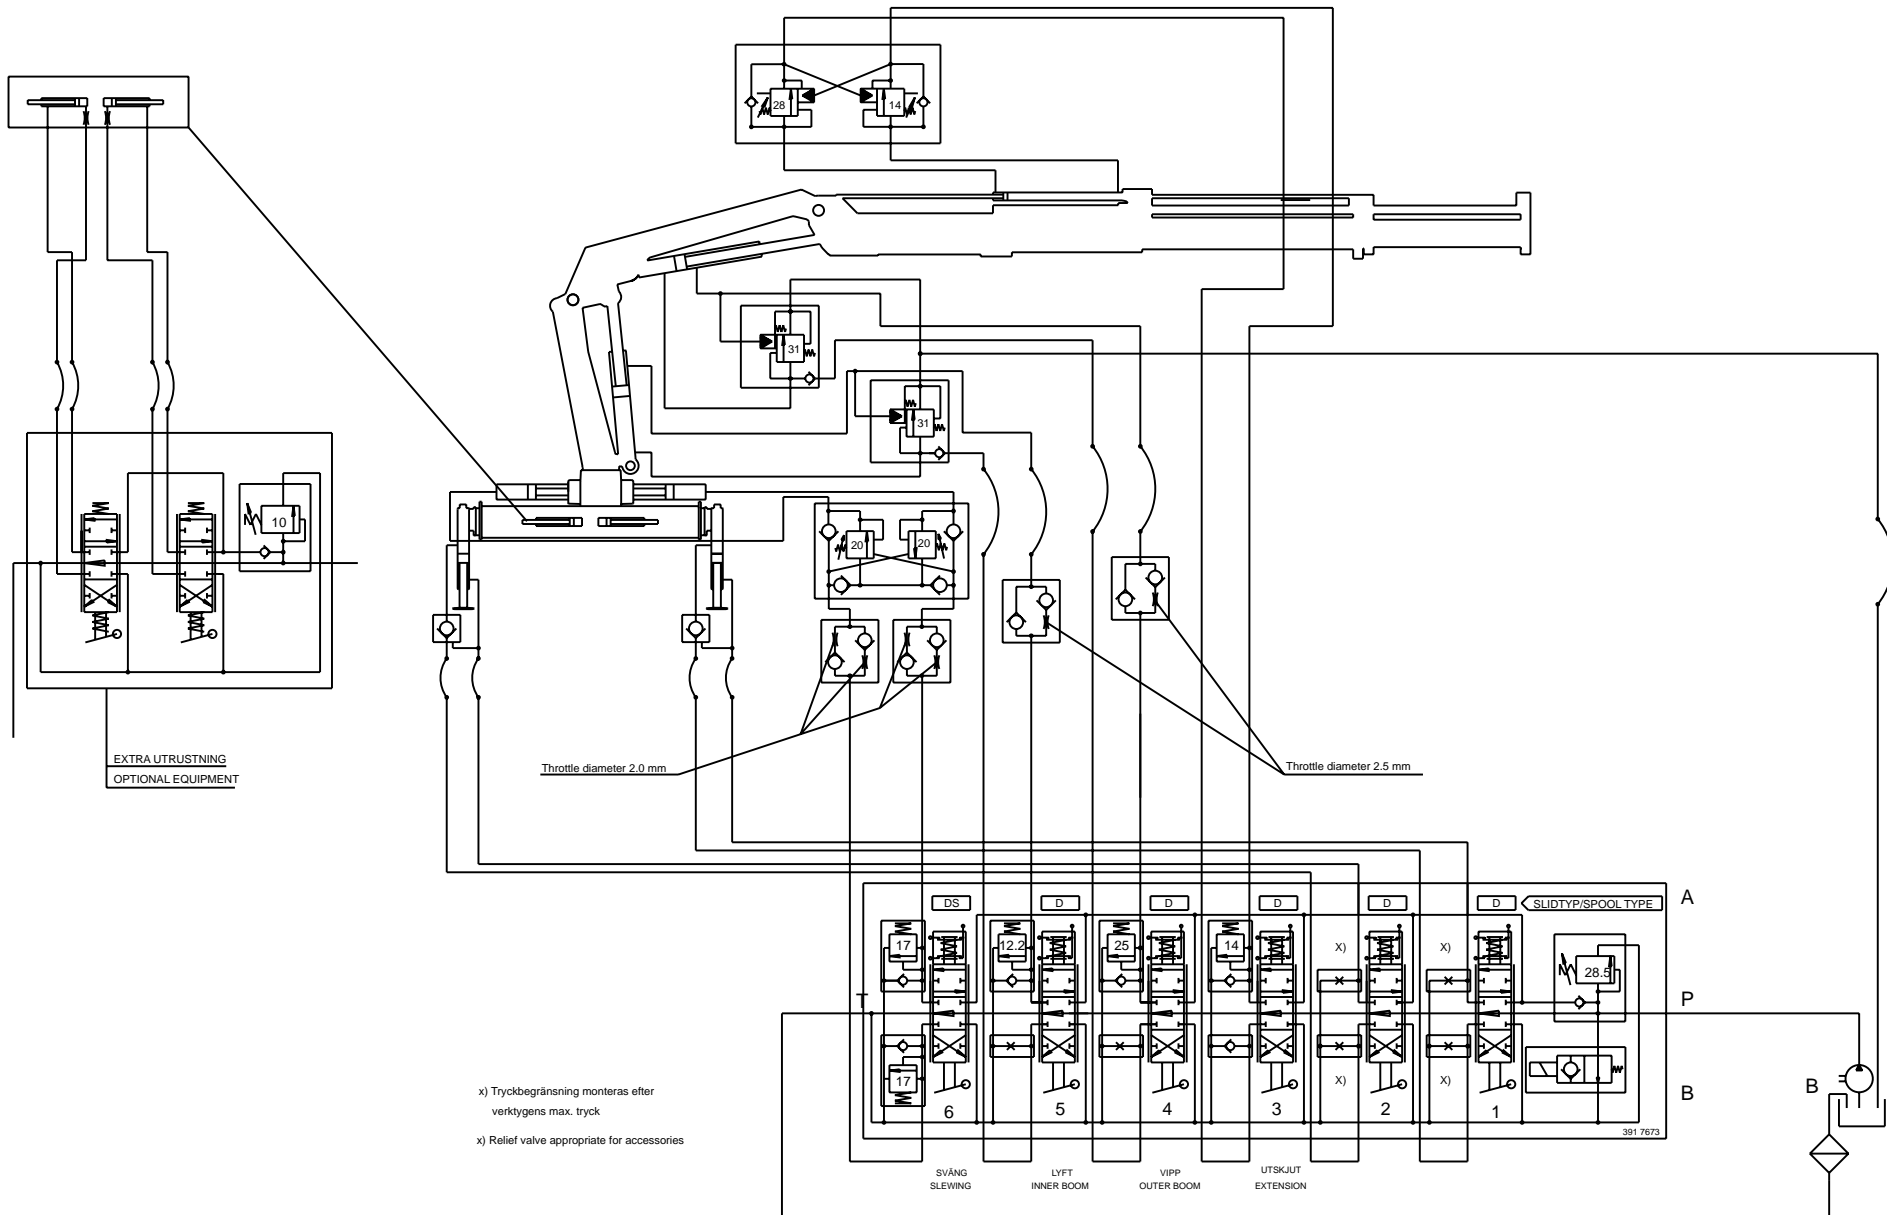 28
14
31
31
10
20
20
EXTRA UTRUSTNING
OPTIONAL EQUIPMENT
Throttle diameter 2.0 mm
Throttle diameter 2.5 mm
DS
D
D
D
D
D
SLIDTYP/SPOOL TYPE
A
17
12.2
25
14
X)
X)
28.5
T
P
17
X)
X)
B
B
6
5
4
3
2
1
391 7673
x) Tryckbegränsning monteras efter
verktygens max. tryck
x) Relief valve appropriate for accessories
SVÄNG
SLEWING
LYFT
INNER BOOM
VIPP
OUTER BOOM
UTSKJUT
EXTENSION